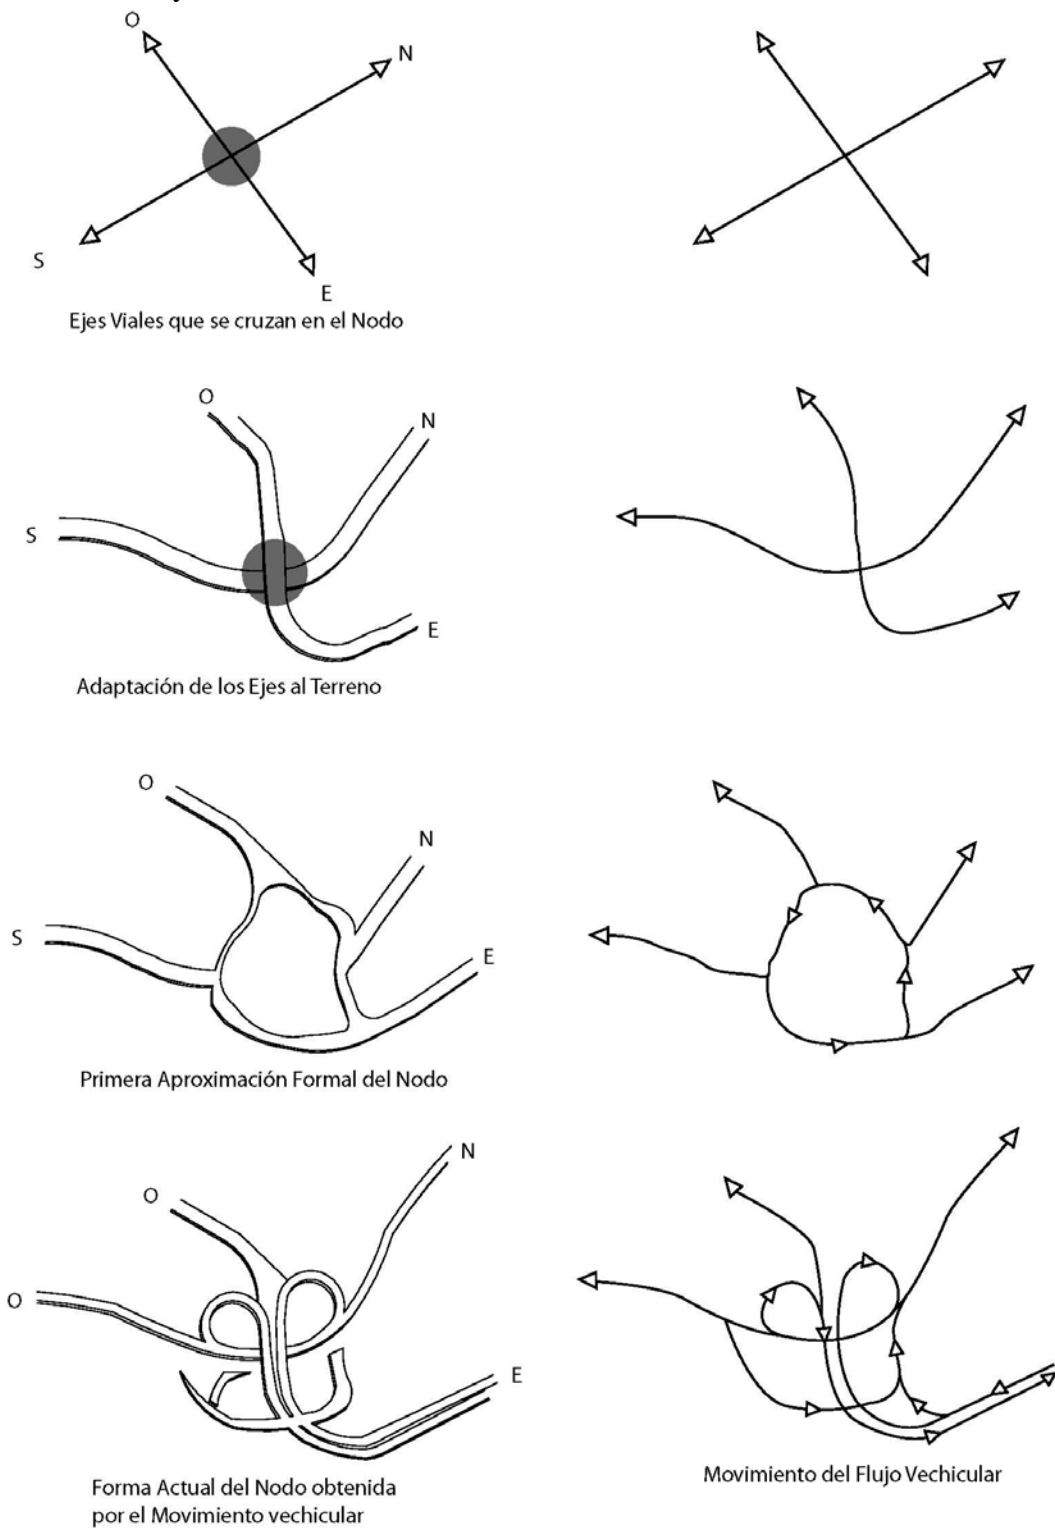 O
N
S
E
Ejes Viales que se cruzan en el Nodo
O
N
S
E
Adaptación de los Ejes al Terreno
O
N
S
E
Primera Aproximación Formal del Nodo
N
O
O
E
Forma Actual del Nodo obtenida
por el Movimiento vechicular
Movimiento del Flujo Vechicular